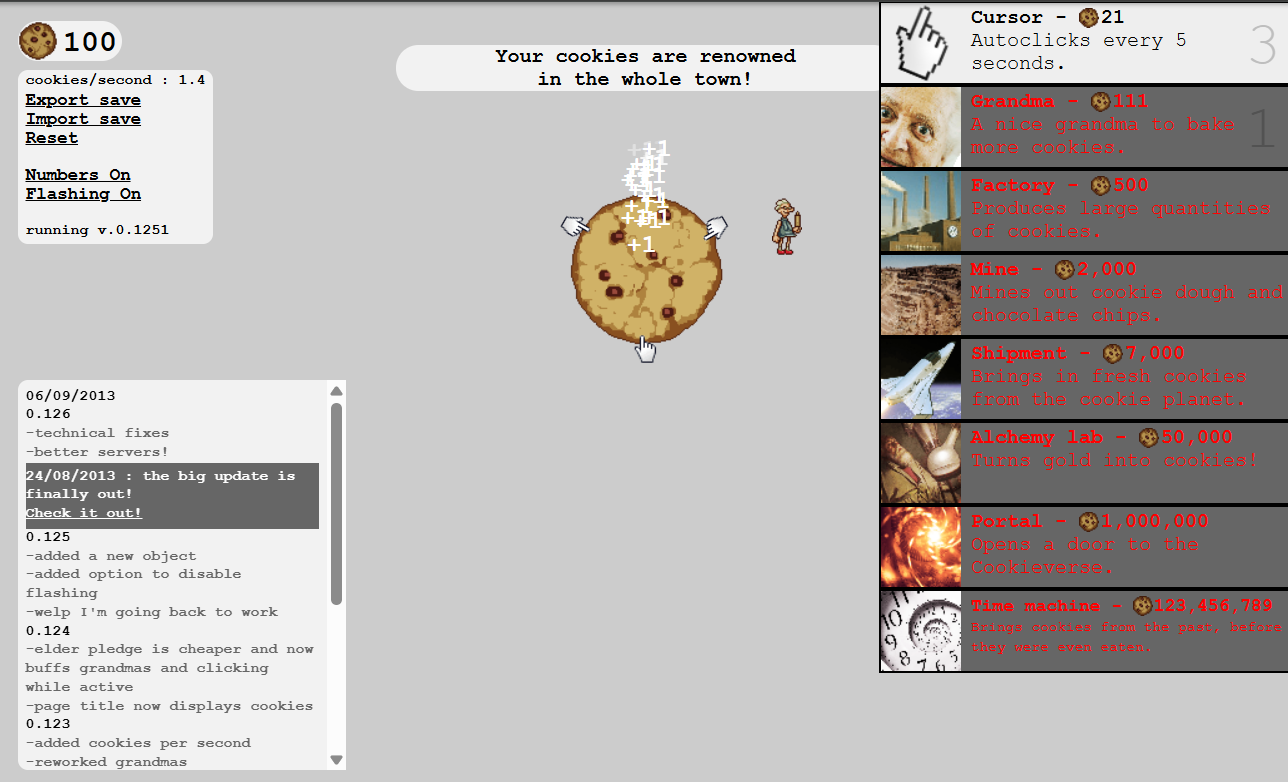 100
cookies/second : 1.4
Export save
Import save
Reset
Numbers On
Flashing On
running v.0.1251
Your cookies are renowned
in the whole town!
+1
+1
+1
+1
+1
Cursor - 21
Autoclicks every 5
seconds.
3
Grandma - 111
A nice grandma to bake
more cookies.
1
Factory - 500
Produces large quantities
of cookies.
Mine - 2,000
Mines out cookie dough and
chocolate chips.
Shipment - 7,000
Brings in fresh cookies
from the cookie planet.
Alchemy lab - 50,000
Turns gold into cookies!
Portal - 1,000,000
Opens a door to the
Cookieverse.
Time machine - 123,456,789
Brings cookies from the past, before
they were even eaten.
06/09/2013
0.126
-technical fixes
-better servers!
24/08/2013 : the big update is
finally out!
Check it out!
0.125
-added a new object
-added option to disable
flashing
-welp I'm going back to work
0.124
-elder pledge is cheaper and now
buffs grandmas and clicking
while active
-page title now displays cookies
0.123
-added cookies per second
-reworked grandmas